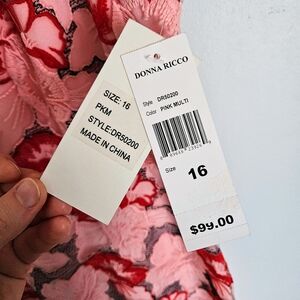 SIZE: 16
PKM
STYLE:DR50200
MADE IN CHINA
DONNA RICCO
Style DR50200
Color PINK MULTI
Size 16
$99.00